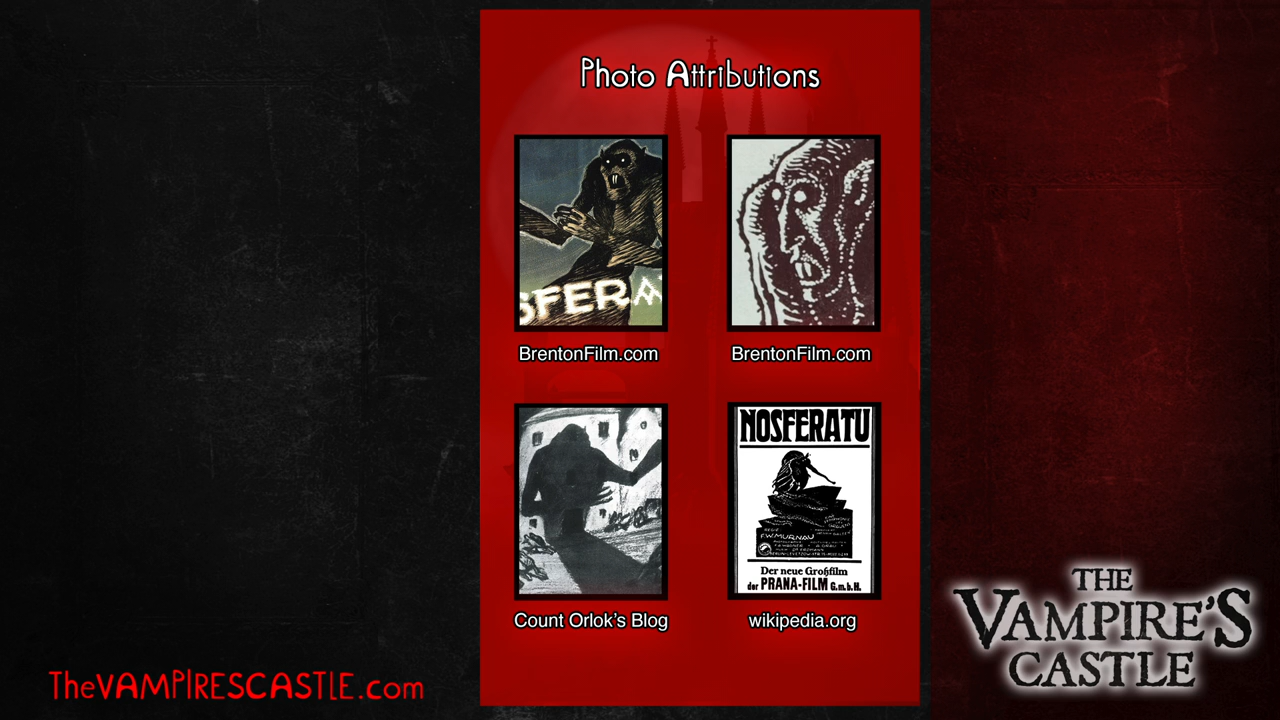 Photo Attributions
SFERA
BrentonFilm.com
BrentonFilm.com
NOSFERATU
REGIE
F.W. MURNAU
Der neue Großfilm
der PRANA-FILM G.m.b.H.
Count Orlok's Blog
wikipedia.org
TheVAMPIRESCASTLE.com
THE
VAMPIRE'S
CASTLE